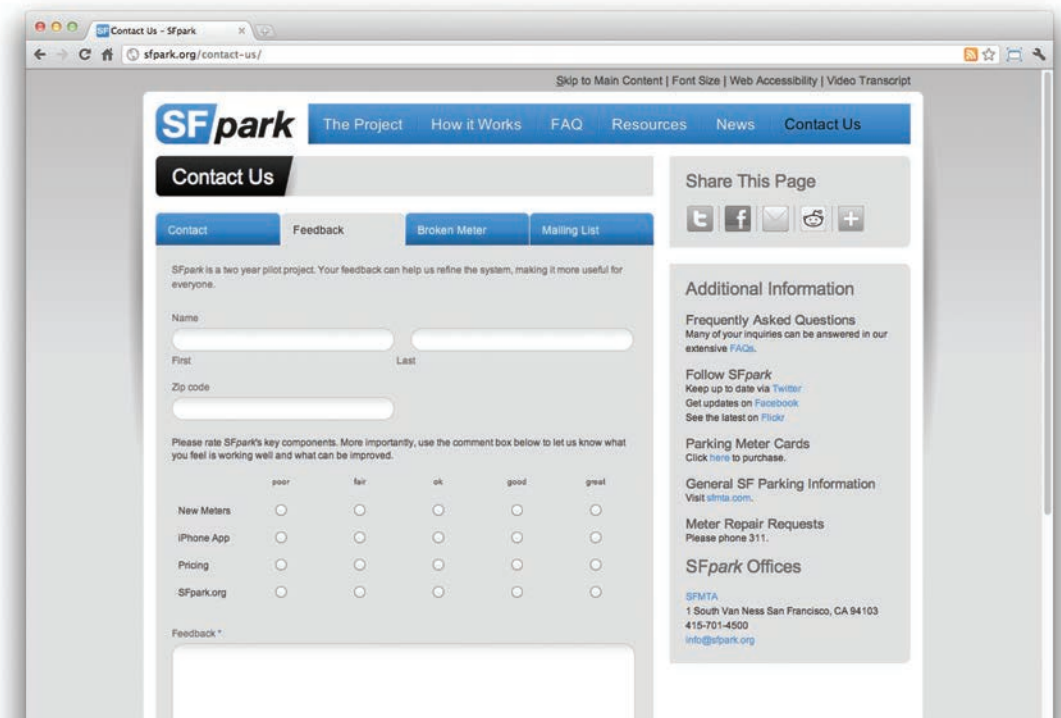 Contact Us - SFpark
sfpark.org/contact-us/
Skip to Main Content | Font Size | Web Accessibility | Video Transcript
SFpark
The Project How it Works FAQ Resources News Contact Us
Contact Us
Contact Feedback Broken Meter Mailing List
SFpark is a two year pilot project. Your feedback can help us refine the system, making it more useful for
everyone.
Name
First Last
Zip code
Please rate SFpark's key components. More importantly, use the comment box below to let us know what
you feel is working well and what can be improved.
poor fair ok good great
New Meters
iPhone App
Pricing
SFpark.org
Feedback *
Share This Page
Additional Information
Frequently Asked Questions
Many of your inquiries can be answered in our
extensive FAQs.
Follow SFpark
Keep up to date via Twitter
Get updates on Facebook
See the latest on Flickr
Parking Meter Cards
Click here to purchase.
General SF Parking Information
Visit sfmta.com.
Meter Repair Requests
Please phone 311.
SFpark Offices
SFMTA
1 South Van Ness San Francisco, CA 94103
415-701-4500
info@sfpark.org